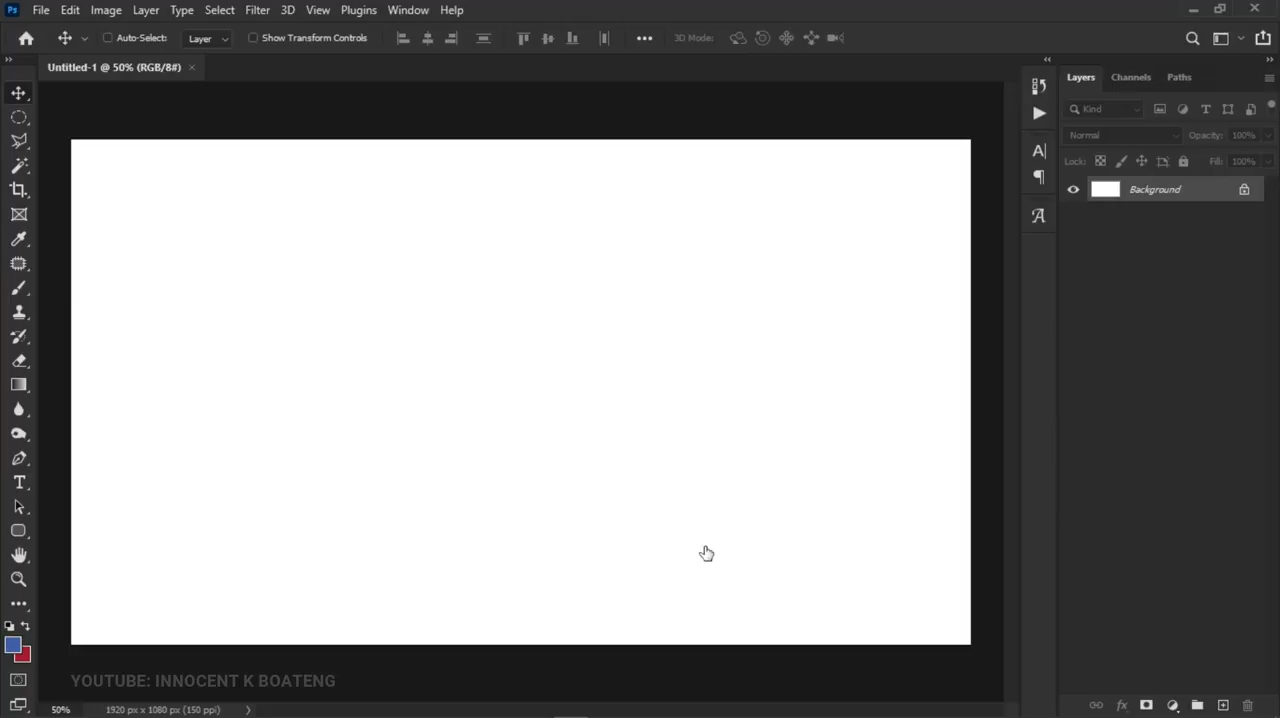 Ps File Edit Image Layer Type Select Filter 3D View Plugins Window Help
Auto-Select: Layer Show Transform Controls 3D Mode:
Untitled-1 @ 50% (RGB/8#)
Layers Channels Paths
Kind
Normal Opacity: 100%
Lock: Fill: 100%
Background
YOUTUBE: INNOCENT K BOATENG
50% 1920 px x 1080 px (150 ppi)